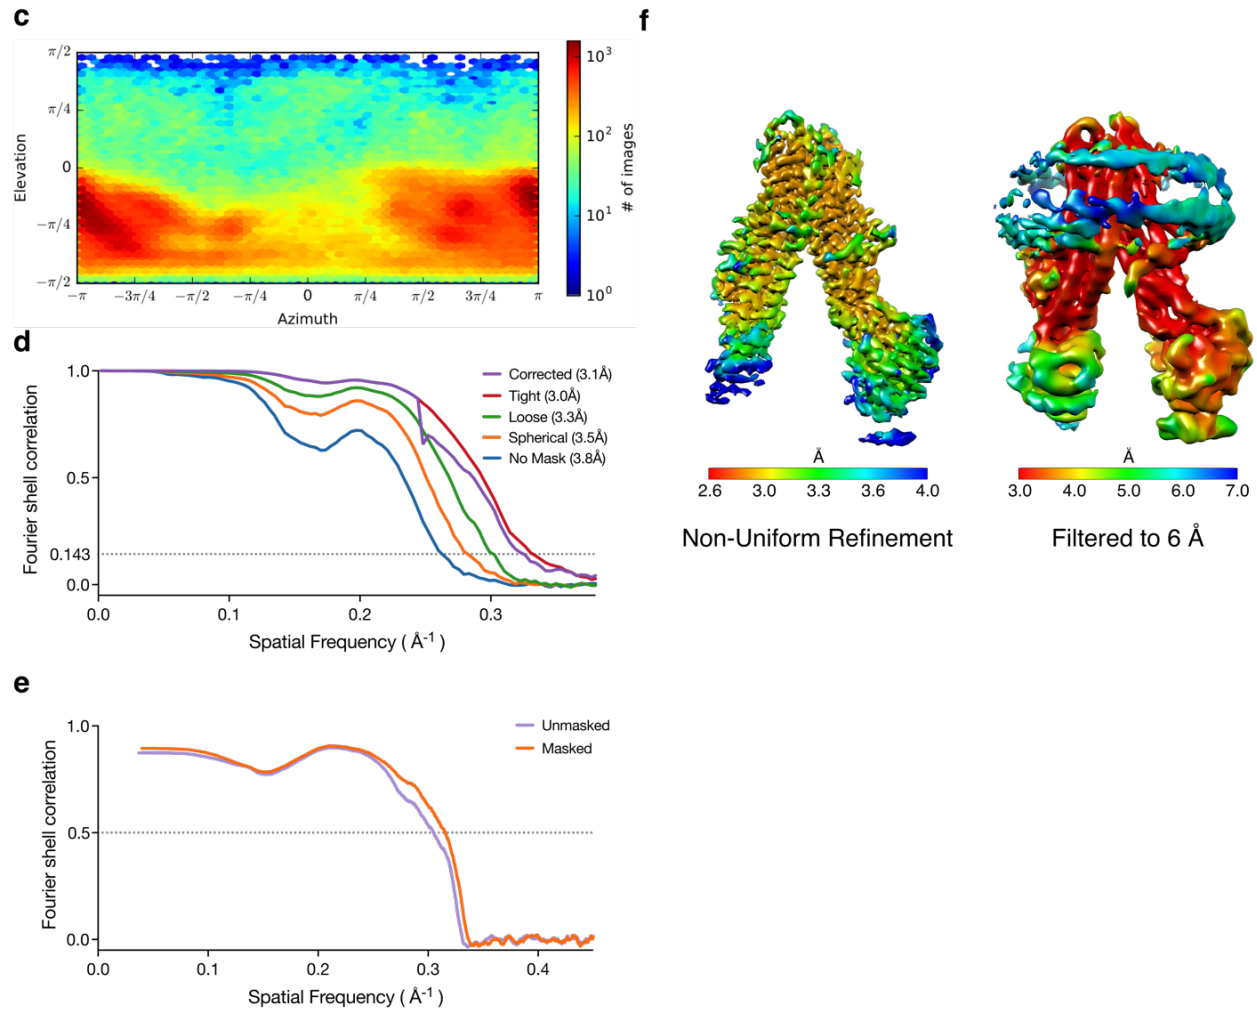 c
f
π/2
π/4
0
−π/4
−π/2
Elevation
−π
−3π/4
−π/2
−π/4
0
π/4
π/2
3π/4
π
Azimuth
10³
10²
10¹
10⁰
# of images
d
1.0
0.5
0.143
0.0
Fourier shell correlation
Corrected (3.1Å)
Tight (3.0Å)
Loose (3.3Å)
Spherical (3.5Å)
No Mask (3.8Å)
0.0
0.1
0.2
0.3
Spatial Frequency ( Å⁻¹ )
Å
2.6
3.0
3.3
3.6
4.0
Non-Uniform Refinement
Å
3.0
4.0
5.0
6.0
7.0
Filtered to 6 Å
e
1.0
0.5
0.0
Fourier shell correlation
Unmasked
Masked
0.0
0.1
0.2
0.3
0.4
Spatial Frequency ( Å⁻¹ )